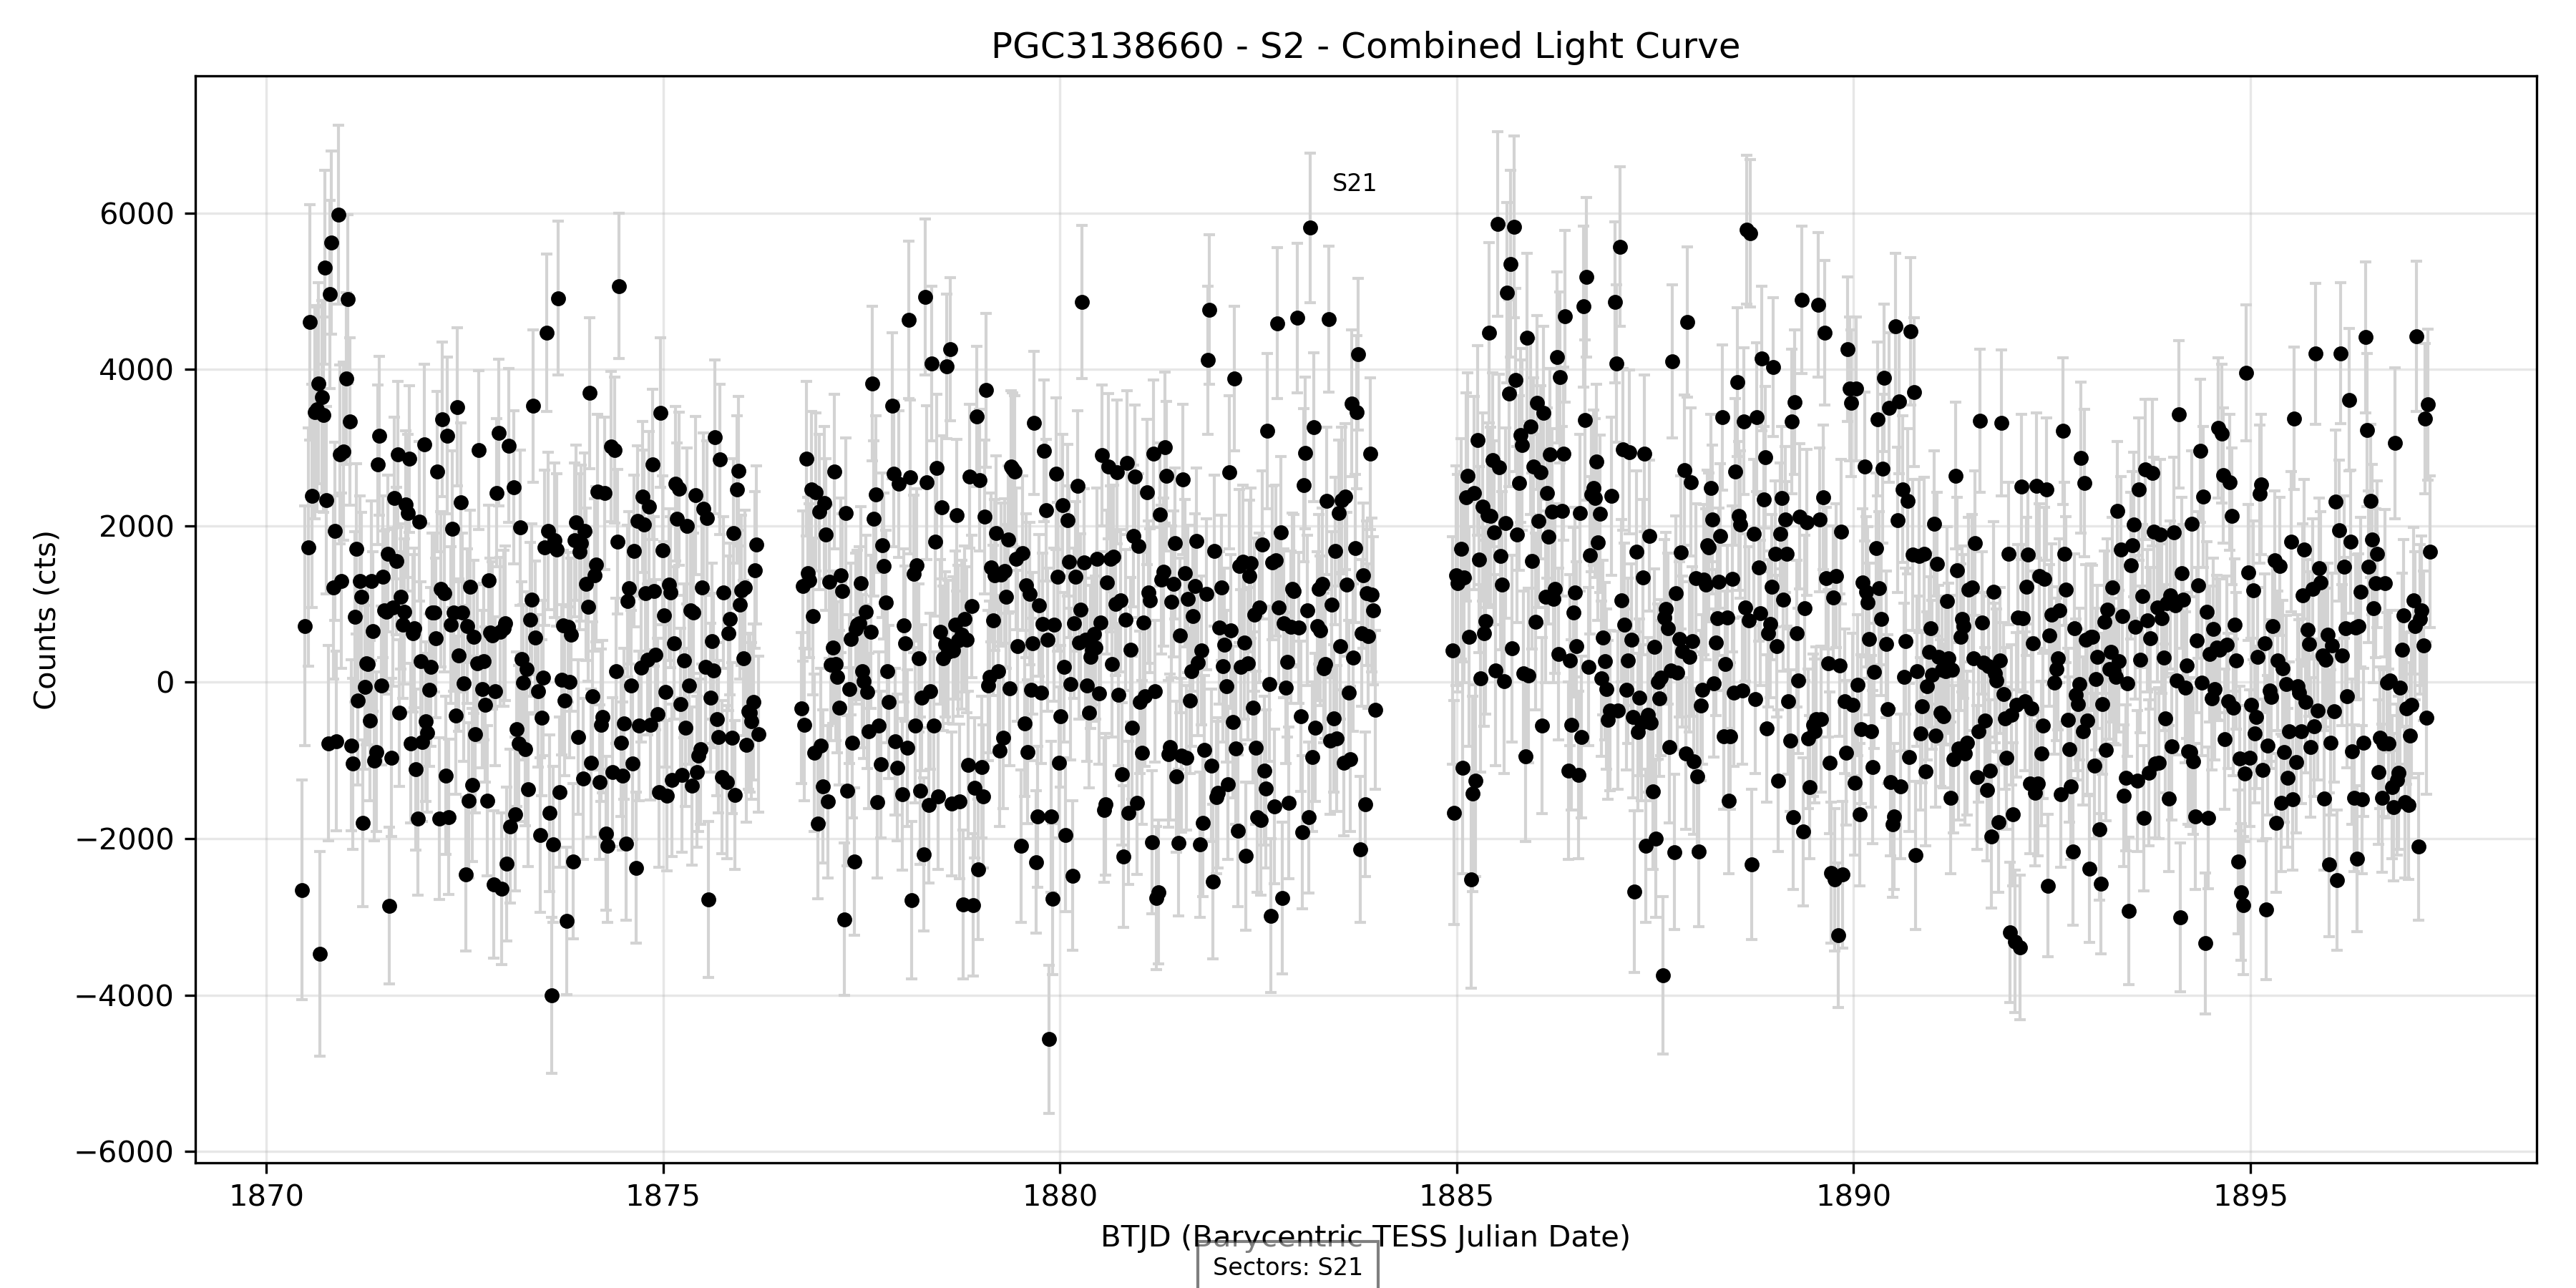 PGC3138660 - S2 - Combined Light Curve
S21
6000
4000
2000
0
−2000
−4000
−6000
Counts (cts)
1870 1875 1880 1885 1890 1895
BTJD (Barycentric TESS Julian Date)
Sectors: S21